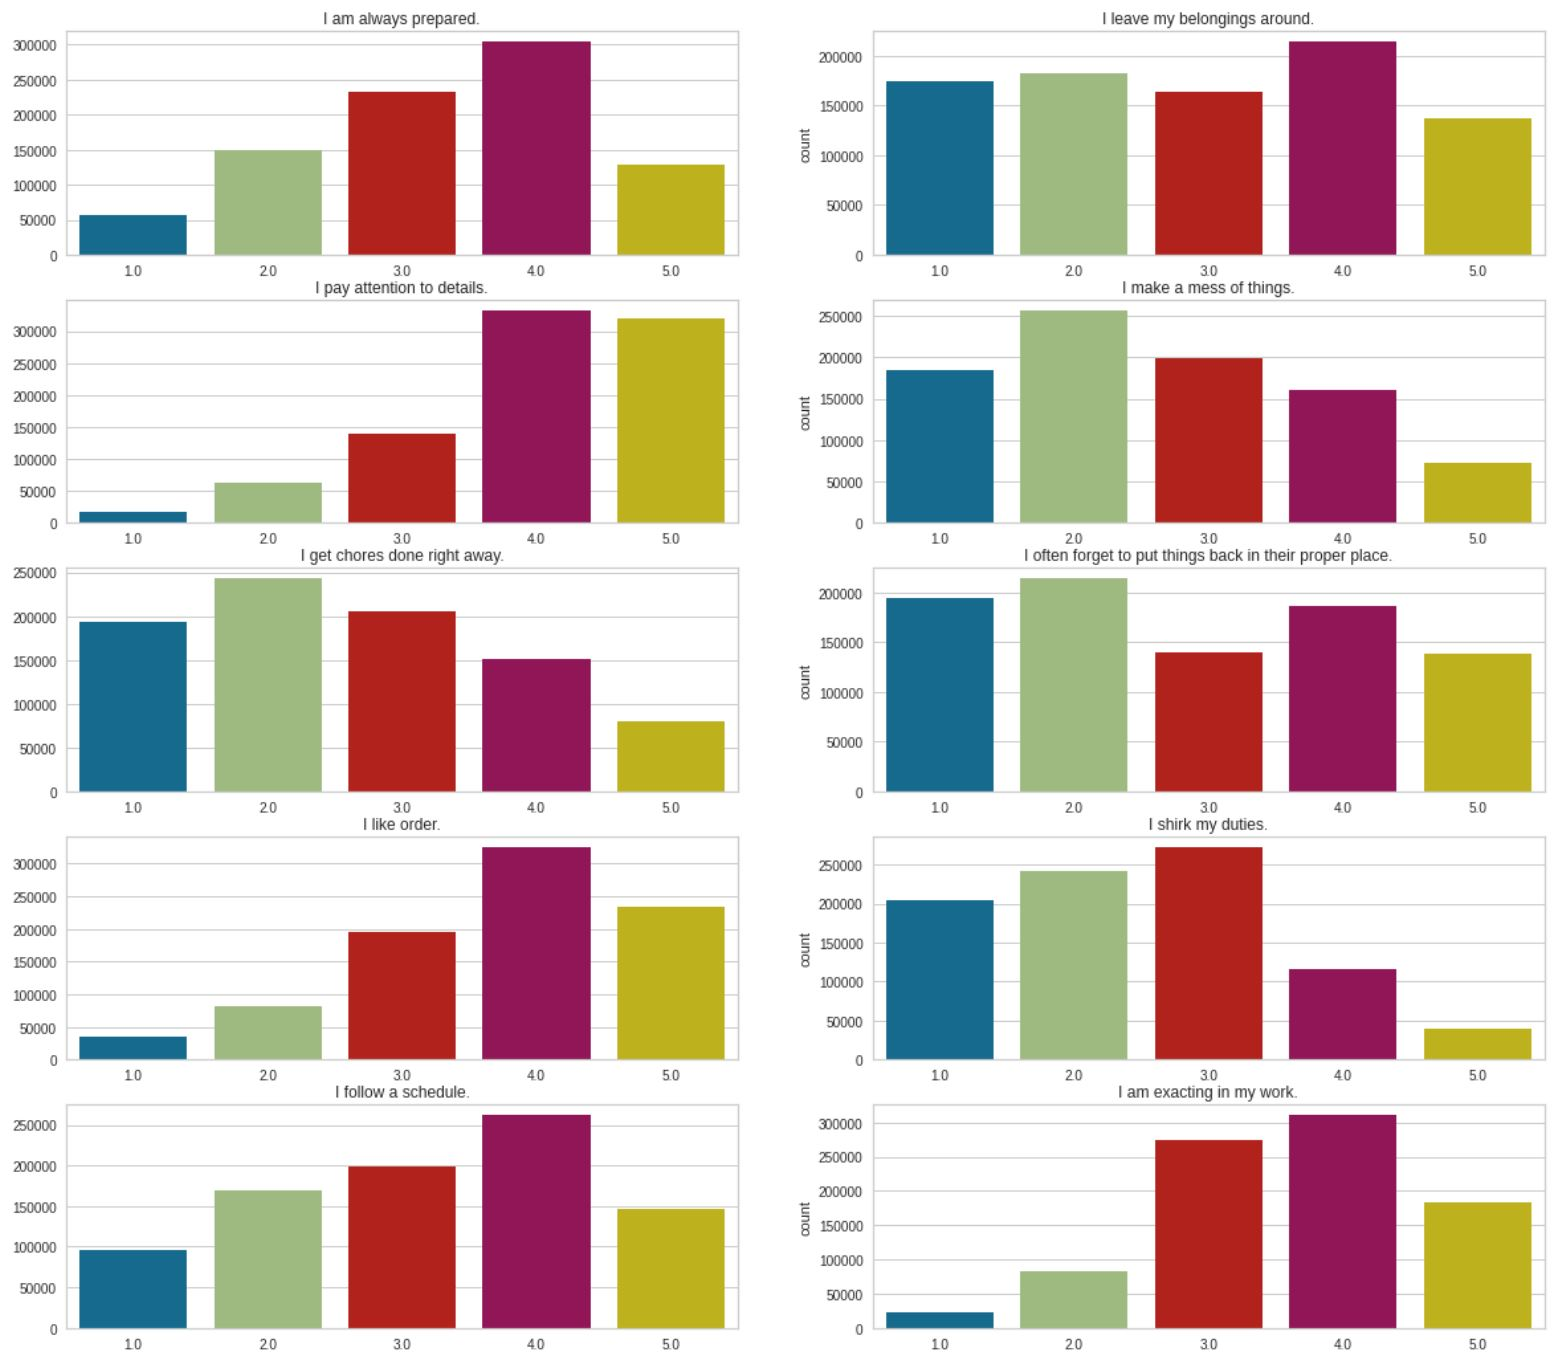 I am always prepared.
300000
250000
200000
150000
100000
50000
0
1.0 2.0 3.0 4.0 5.0
I leave my belongings around.
count
200000
150000
100000
50000
0
1.0 2.0 3.0 4.0 5.0
I pay attention to details.
300000
250000
200000
150000
100000
50000
0
1.0 2.0 3.0 4.0 5.0
I make a mess of things.
count
250000
200000
150000
100000
50000
0
1.0 2.0 3.0 4.0 5.0
I get chores done right away.
250000
200000
150000
100000
50000
0
1.0 2.0 3.0 4.0 5.0
I often forget to put things back in their proper place.
count
200000
150000
100000
50000
0
1.0 2.0 3.0 4.0 5.0
I like order.
300000
250000
200000
150000
100000
50000
0
1.0 2.0 3.0 4.0 5.0
I shirk my duties.
count
250000
200000
150000
100000
50000
0
1.0 2.0 3.0 4.0 5.0
I follow a schedule.
250000
200000
150000
100000
50000
0
1.0 2.0 3.0 4.0 5.0
I am exacting in my work.
count
300000
250000
200000
150000
100000
50000
0
1.0 2.0 3.0 4.0 5.0